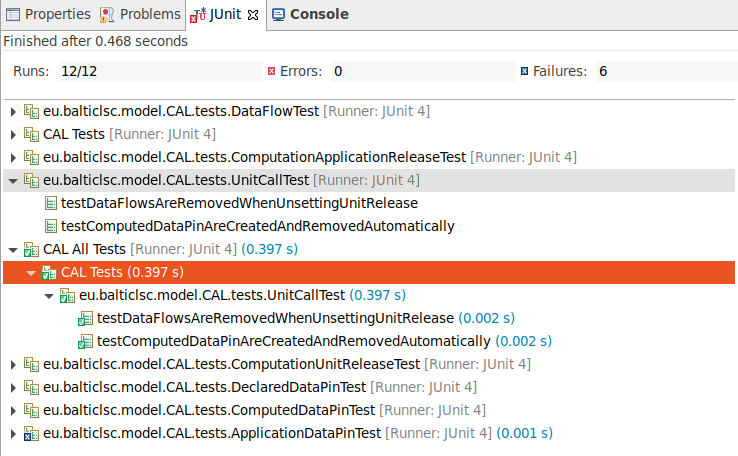 Properties Problems JUnit Console
Finished after 0.468 seconds
Runs: 12/12 Errors: 0 Failures: 6
eu.balticlsc.model.CAL.tests.DataFlowTest [Runner: JUnit 4]
CAL Tests [Runner: JUnit 4]
eu.balticlsc.model.CAL.tests.ComputationApplicationReleaseTest [Runner: JUnit 4]
eu.balticlsc.model.CAL.tests.UnitCallTest [Runner: JUnit 4]
testDataFlowsAreRemovedWhenUnsettingUnitRelease
testComputedDataPinAreCreatedAndRemovedAutomatically
CAL All Tests [Runner: JUnit 4] (0.397 s)
CAL Tests (0.397 s)
eu.balticlsc.model.CAL.tests.UnitCallTest (0.397 s)
testDataFlowsAreRemovedWhenUnsettingUnitRelease (0.002 s)
testComputedDataPinAreCreatedAndRemovedAutomatically (0.002 s)
eu.balticlsc.model.CAL.tests.ComputationUnitReleaseTest [Runner: JUnit 4]
eu.balticlsc.model.CAL.tests.DeclaredDataPinTest [Runner: JUnit 4]
eu.balticlsc.model.CAL.tests.ComputedDataPinTest [Runner: JUnit 4]
eu.balticlsc.model.CAL.tests.ApplicationDataPinTest [Runner: JUnit 4] (0.001 s)